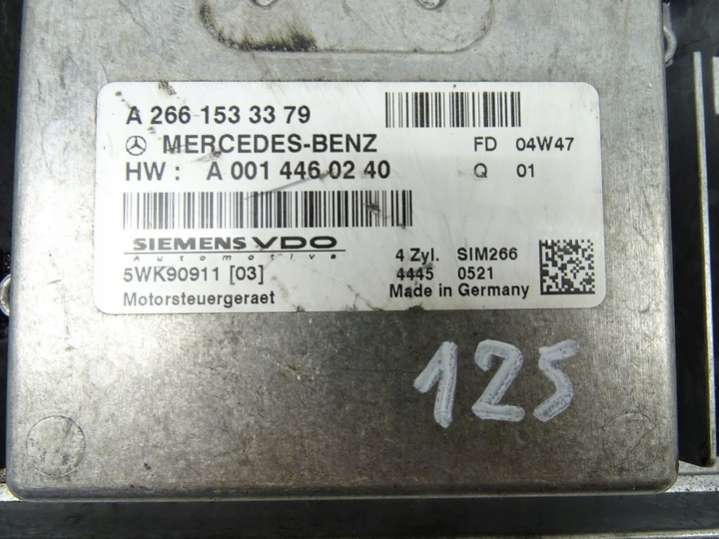 A 266 153 33 79
MERCEDES-BENZ FD 04W47
HW : A 001 446 02 40 Q 01
SIEMENS VDO
Automotive 4 Zyl. SIM266
5WK90911 [03] 4445 0521
Motorsteuergeraet Made in Germany
125